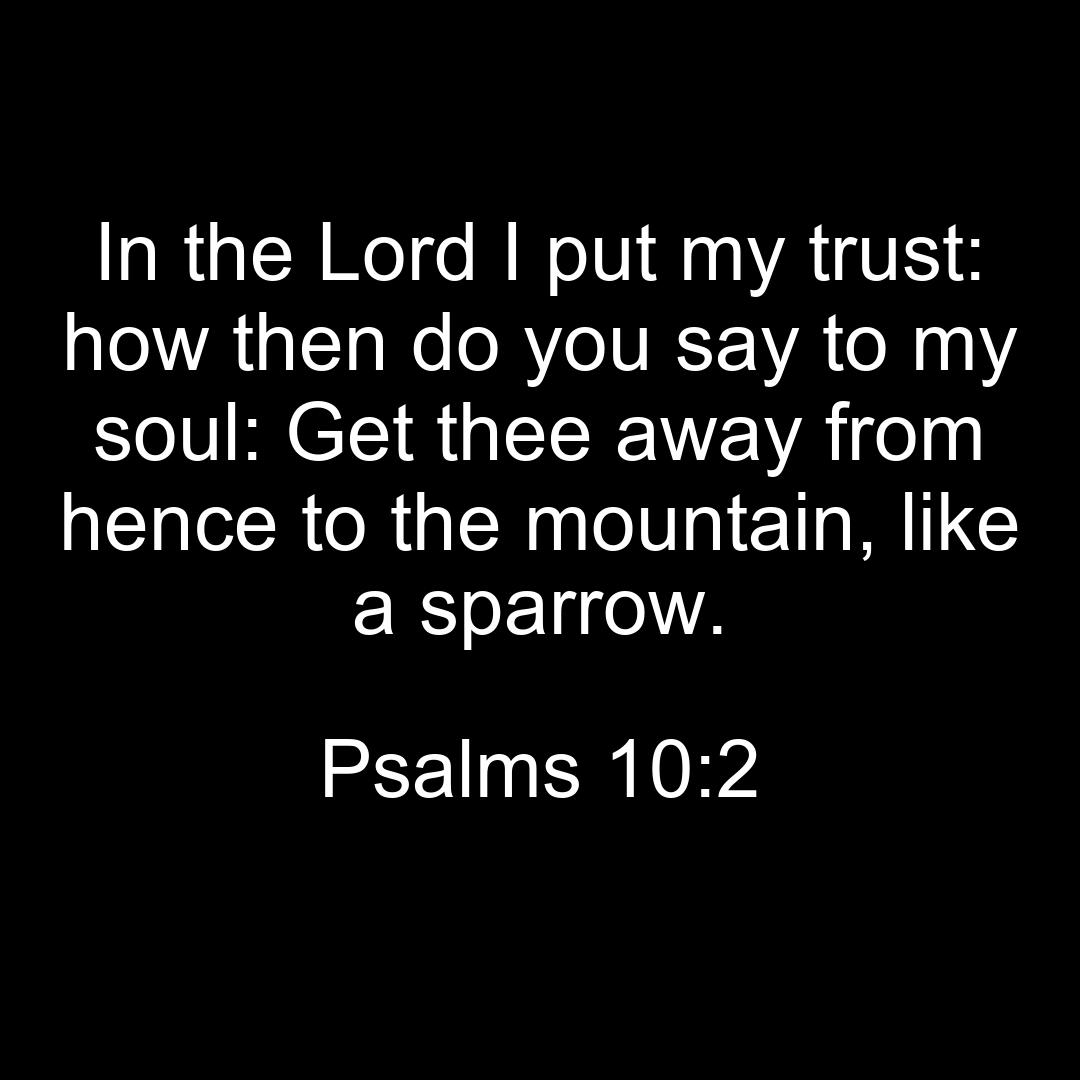 In the Lord I put my trust:
how then do you say to my
soul: Get thee away from
hence to the mountain, like
a sparrow.
Psalms 10:2